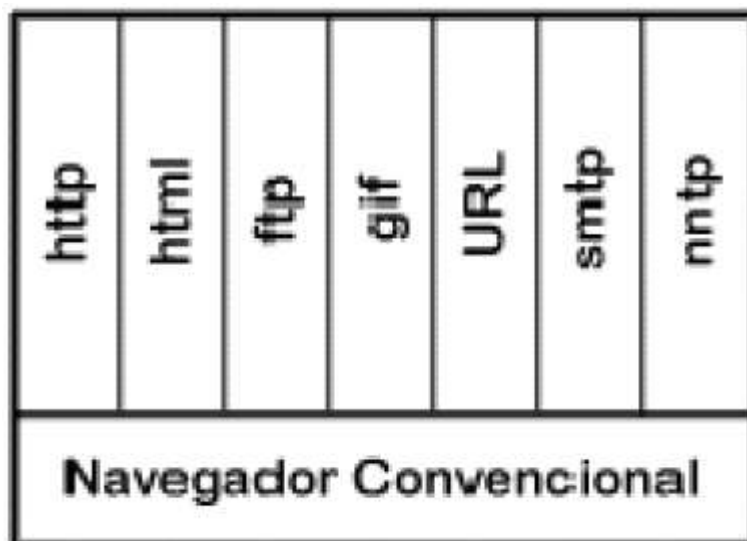 http
html
ftp
gif
URL
smtp
nntp
Navegador Convencional